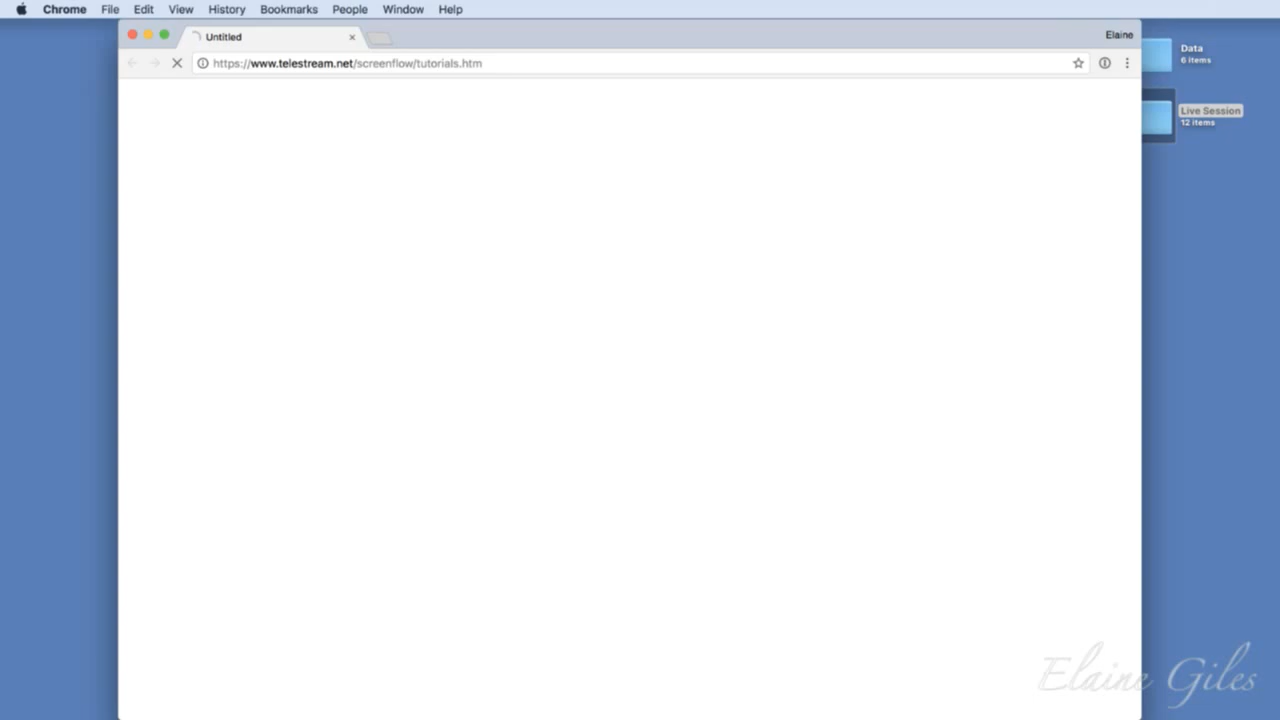 Chrome File Edit View History Bookmarks People Window Help
Untitled
Elaine
https://www.telestream.net/screenflow/tutorials.htm
Data
6 items
Live Session
12 items
Elaine Giles